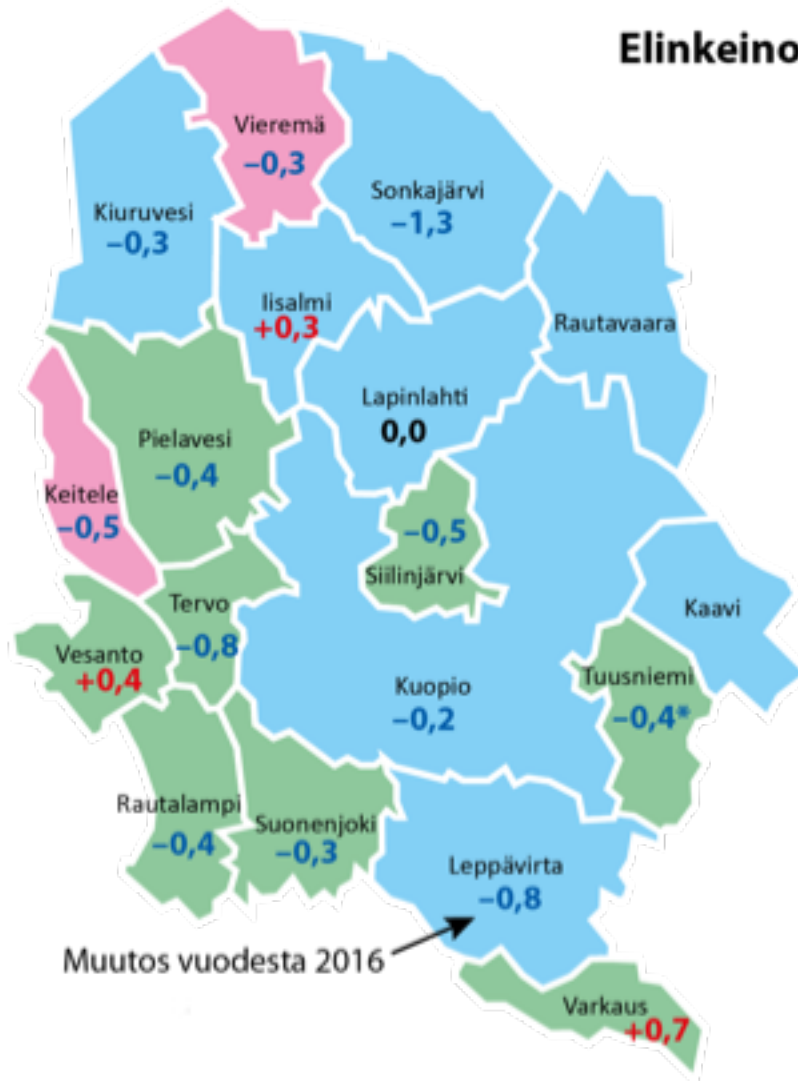 Elinkeino
Vieremä
–0,3
Sonkajärvi
–1,3
Kiuruvesi
–0,3
Iisalmi
+0,3
Rautavaara
Lapinlahti
0,0
Pielavesi
–0,4
Keitele
–0,5
–0,5
Siilinjärvi
Tervo
–0,8
Kaavi
Vesanto
+0,4
Kuopio
–0,2
Tuusniemi
–0,4*
Rautalampi
–0,4
Suonenjoki
–0,3
Leppävirta
–0,8
Muutos vuodesta 2016
Varkaus
+0,7